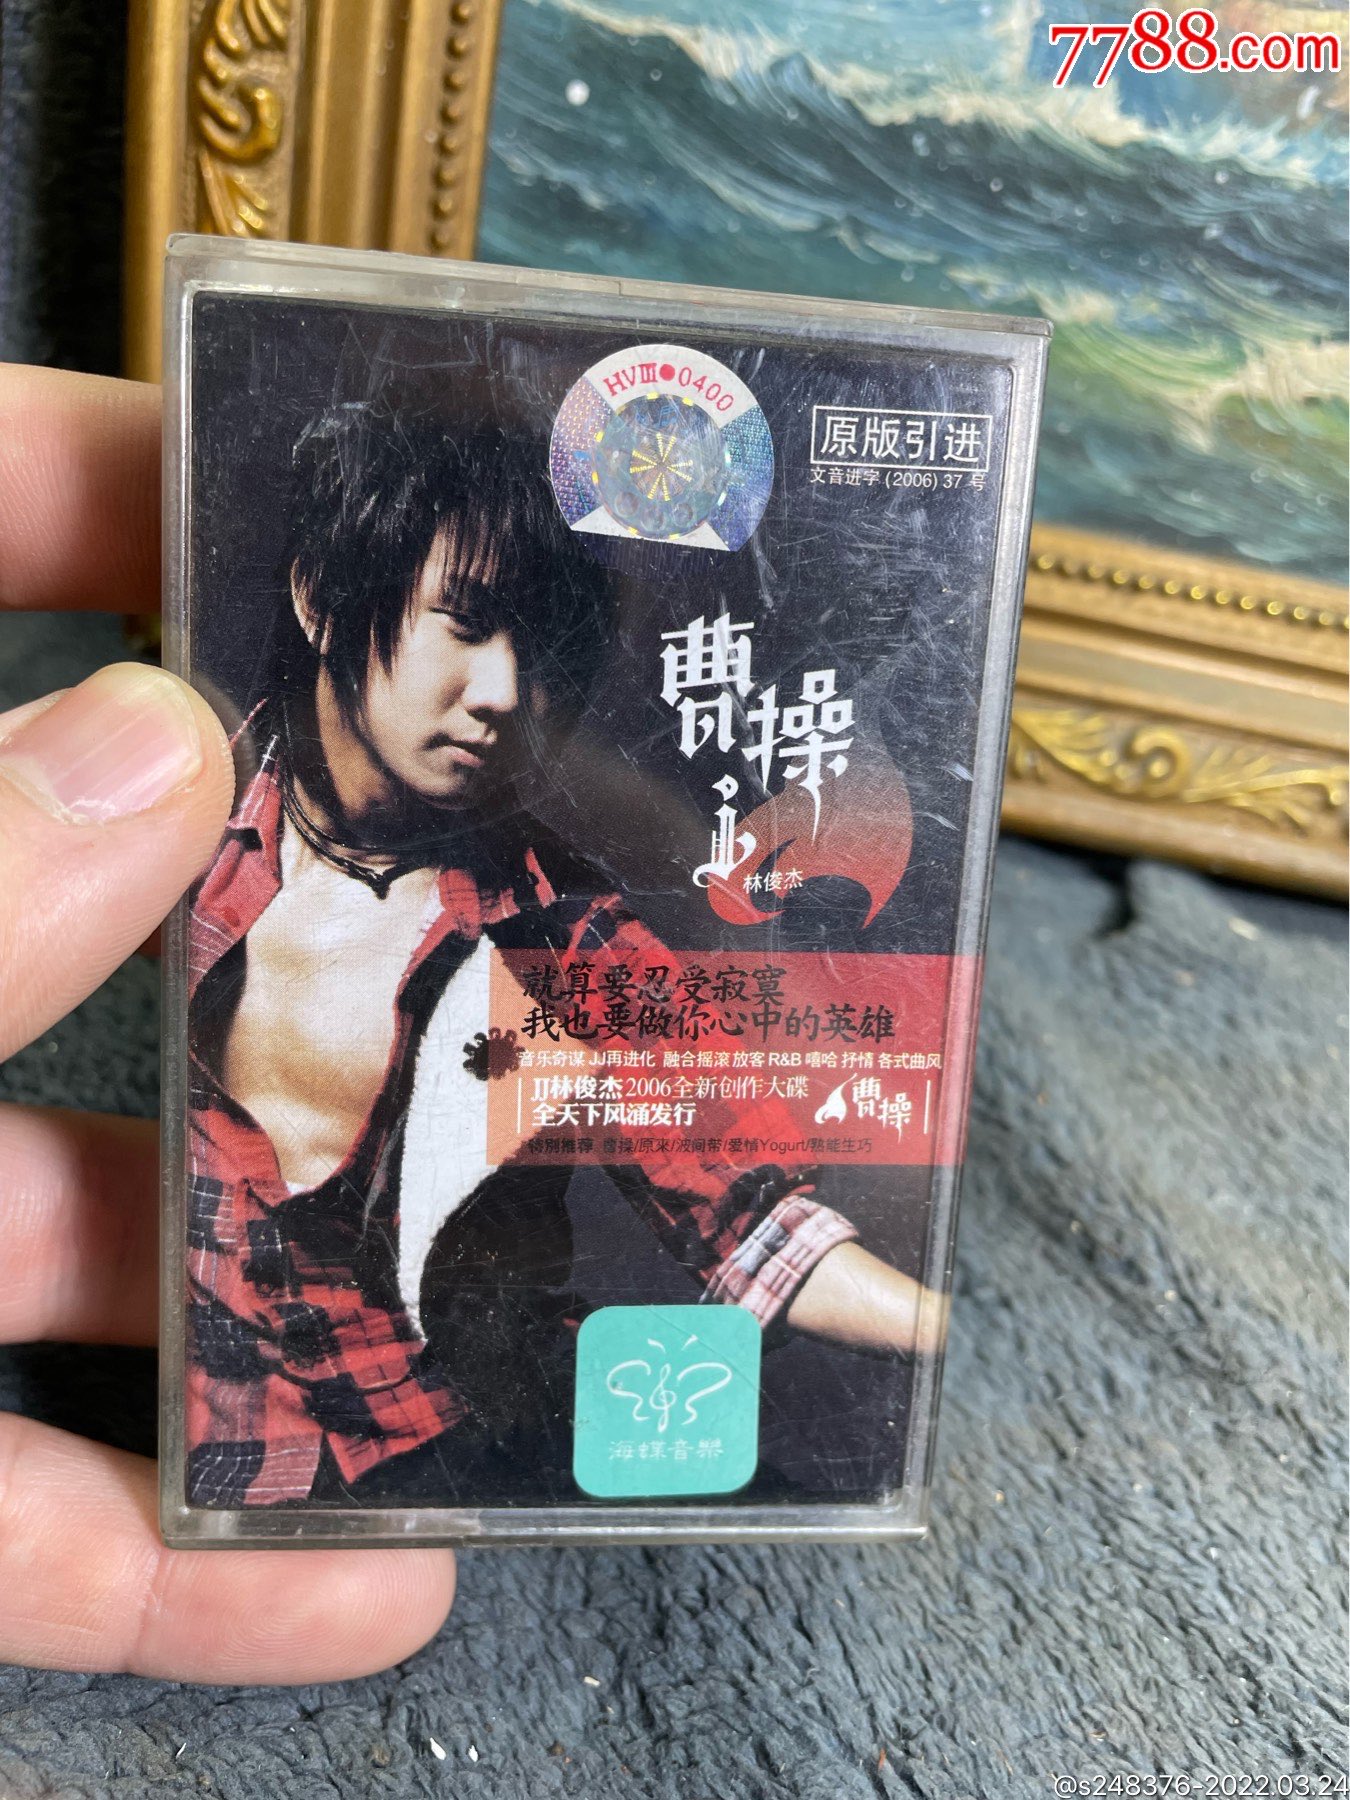 7788.com
HVⅢ●0400
原版引进
文音进字 (2006) 37 号
曹操
林俊杰
就算要忍受寂寞
我也要做你心中的英雄
音乐奇谋 JJ再进化 融合摇滚 放客 R&B 嘻哈 抒情 各式曲风
JJ林俊杰2006全新创作大碟
全天下风涌发行
曹操
特别推荐 曹操/原來/波间带/爱情Yogurt/熟能生巧
海蝶音樂
@s248376-2022.03.24